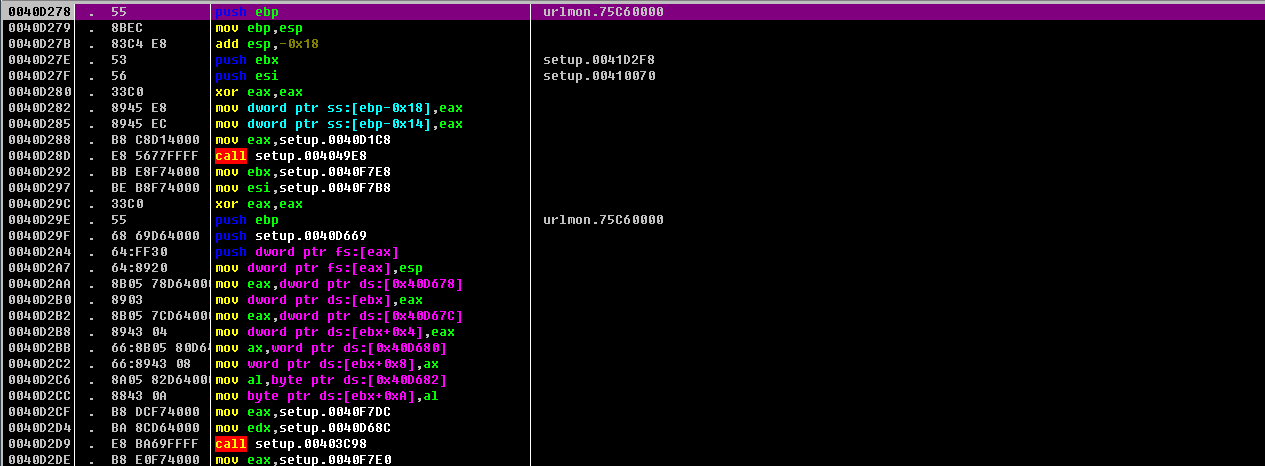 0040D278 . 55 push ebp urlmon.75C60000
0040D279 . 8BEC mov ebp,esp
0040D27B . 83C4 E8 add esp,-0x18
0040D27E . 53 push ebx setup.0041D2F8
0040D27F . 56 push esi setup.00410070
0040D280 . 33C0 xor eax,eax
0040D282 . 8945 E8 mov dword ptr ss:[ebp-0x18],eax
0040D285 . 8945 EC mov dword ptr ss:[ebp-0x14],eax
0040D288 . B8 C8D14000 mov eax,setup.0040D1C8
0040D28D . E8 5677FFFF call setup.004049E8
0040D292 . BB E8F74000 mov ebx,setup.0040F7E8
0040D297 . BE B8F74000 mov esi,setup.0040F7B8
0040D29C . 33C0 xor eax,eax
0040D29E . 55 push ebp urlmon.75C60000
0040D29F . 68 69D64000 push setup.0040D669
0040D2A4 . 64:FF30 push dword ptr fs:[eax]
0040D2A7 . 64:8920 mov dword ptr fs:[eax],esp
0040D2AA . 8B05 78D64000 mov eax,dword ptr ds:[0x40D678]
0040D2B0 . 8903 mov dword ptr ds:[ebx],eax
0040D2B2 . 8B05 7CD64000 mov eax,dword ptr ds:[0x40D67C]
0040D2B8 . 8943 04 mov dword ptr ds:[ebx+0x4],eax
0040D2BB . 66:8B05 80D64 mov ax,word ptr ds:[0x40D680]
0040D2C2 . 66:8943 08 mov word ptr ds:[ebx+0x8],ax
0040D2C6 . 8A05 82D64000 mov al,byte ptr ds:[0x40D682]
0040D2CC . 8843 0A mov byte ptr ds:[ebx+0xA],al
0040D2CF . B8 DCF74000 mov eax,setup.0040F7DC
0040D2D4 . BA 8CD64000 mov edx,setup.0040D68C
0040D2D9 . E8 BA69FFFF call setup.00403C98
0040D2DE . B8 E0F74000 mov eax,setup.0040F7E0